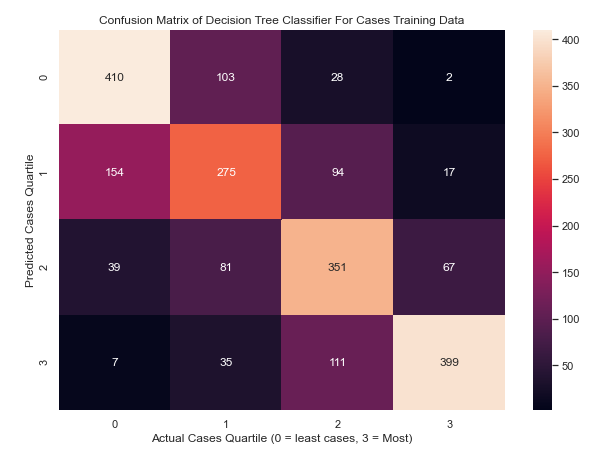 Confusion Matrix of Decision Tree Classifier For Cases Training Data
Predicted Cases Quartile
0
410 103 28 2
1
154 275 94 17
2
39 81 351 67
3
7 35 111 399
0 1 2 3
Actual Cases Quartile (0 = least cases, 3 = Most)
400
350
300
250
200
150
100
50